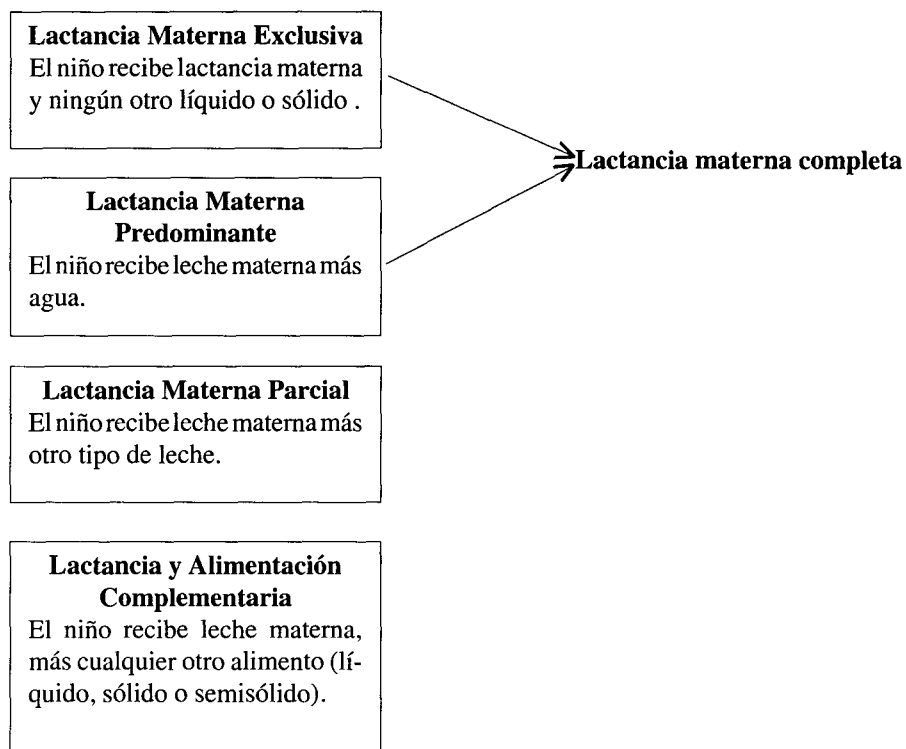 Lactancia Materna Exclusiva
El niño recibe lactancia materna
y ningún otro líquido o sólido .
Lactancia materna completa
Lactancia Materna
Predominante
El niño recibe leche materna más
agua.
Lactancia Materna Parcial
El niño recibe leche materna más
otro tipo de leche.
Lactancia y Alimentación
Complementaria
El niño recibe leche materna,
más cualquier otro alimento (lí-
quido, sólido o semisólido).